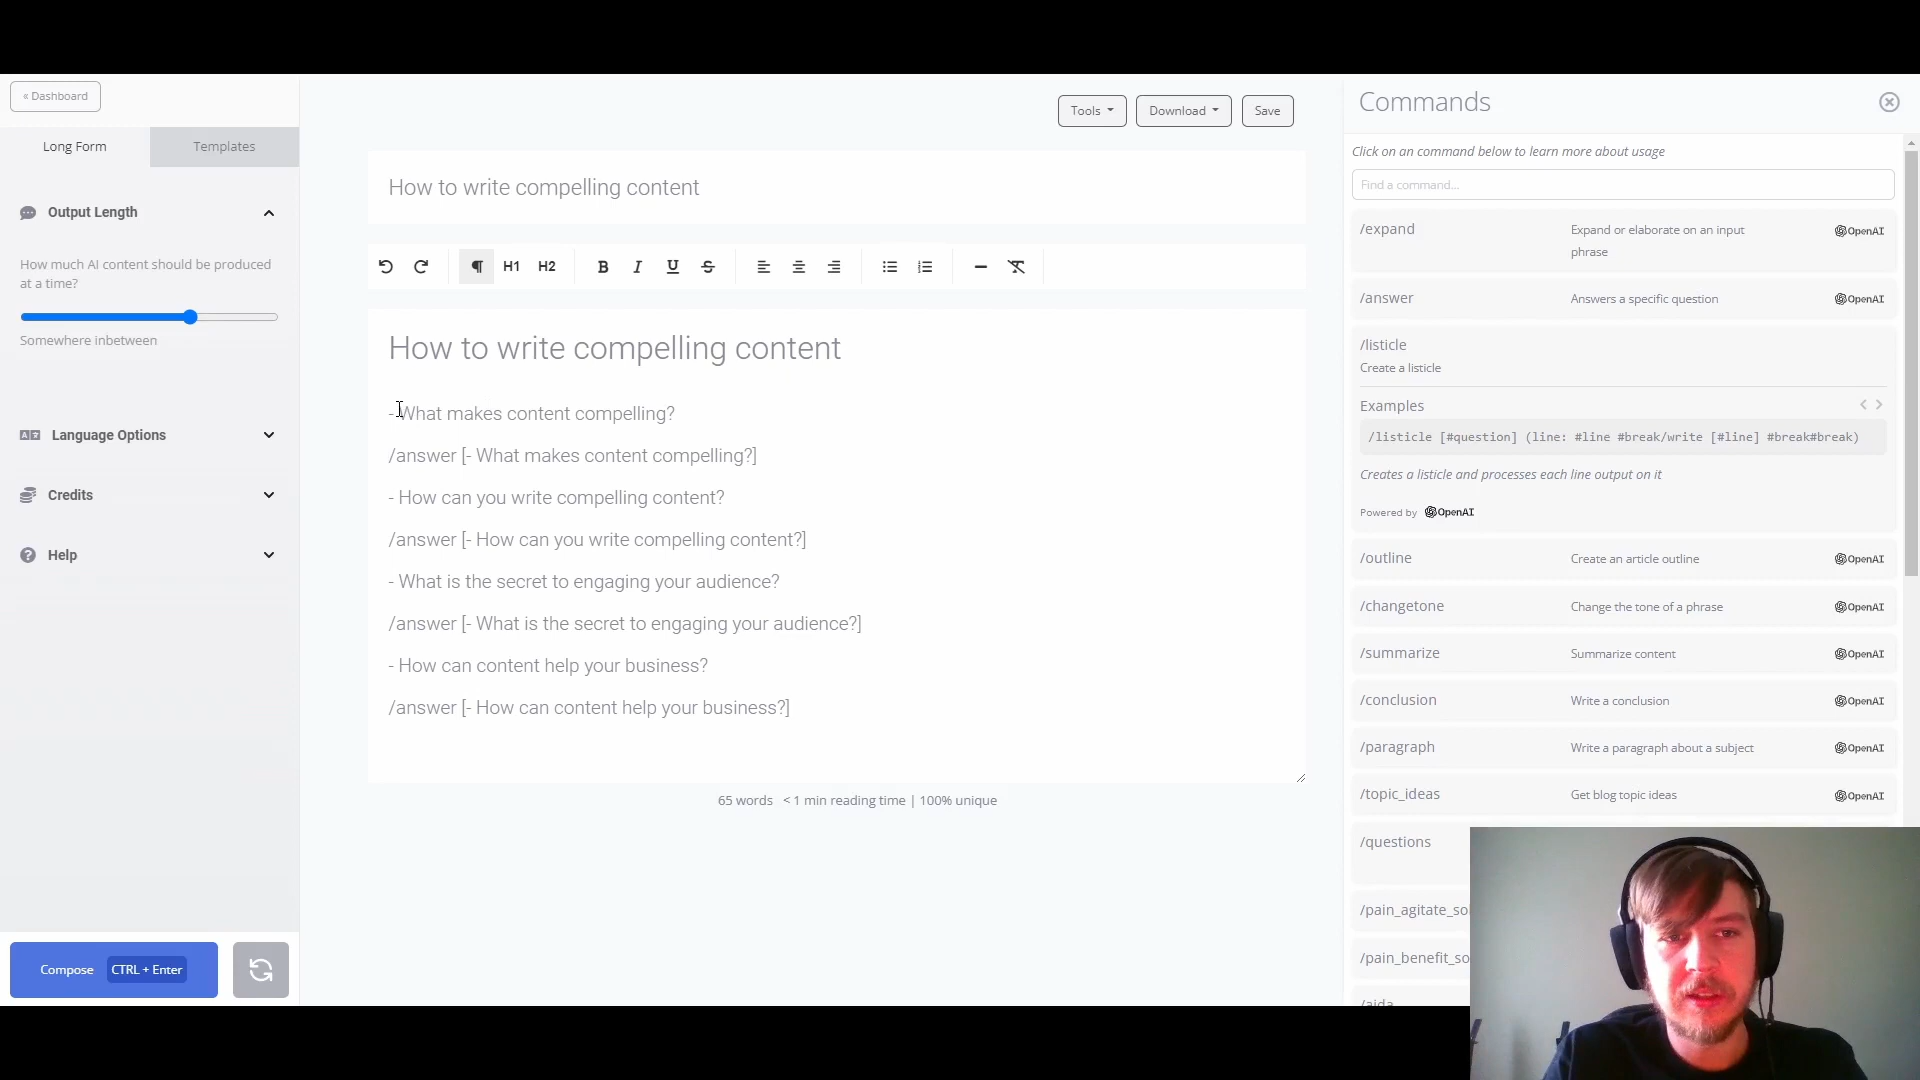 « Dashboard
Long Form
Templates
Output Length
How much AI content should be produced
at a time?
Somewhere inbetween
Language Options
Credits
Help
Compose
CTRL + Enter
Tools
Download
Save
How to write compelling content
H1
H2
B
I
U
S
How to write compelling content
- What makes content compelling?
/answer [- What makes content compelling?]
- How can you write compelling content?
/answer [- How can you write compelling content?]
- What is the secret to engaging your audience?
/answer [- What is the secret to engaging your audience?]
- How can content help your business?
/answer [- How can content help your business?]
65 words < 1 min reading time | 100% unique
Commands
Click on an command below to learn more about usage
Find a command...
/expand
Expand or elaborate on an input
phrase
OpenAI
/answer
Answers a specific question
OpenAI
/listicle
Create a listicle
Examples
/listicle [#question] (line: #line #break/write [#line] #break#break)
Creates a listicle and processes each line output on it
Powered by OpenAI
/outline
Create an article outline
OpenAI
/changetone
Change the tone of a phrase
OpenAI
/summarize
Summarize content
OpenAI
/conclusion
Write a conclusion
OpenAI
/paragraph
Write a paragraph about a subject
OpenAI
/topic_ideas
Get blog topic ideas
OpenAI
/questions
/pain_agitate_so
/pain_benefit_so
/aida